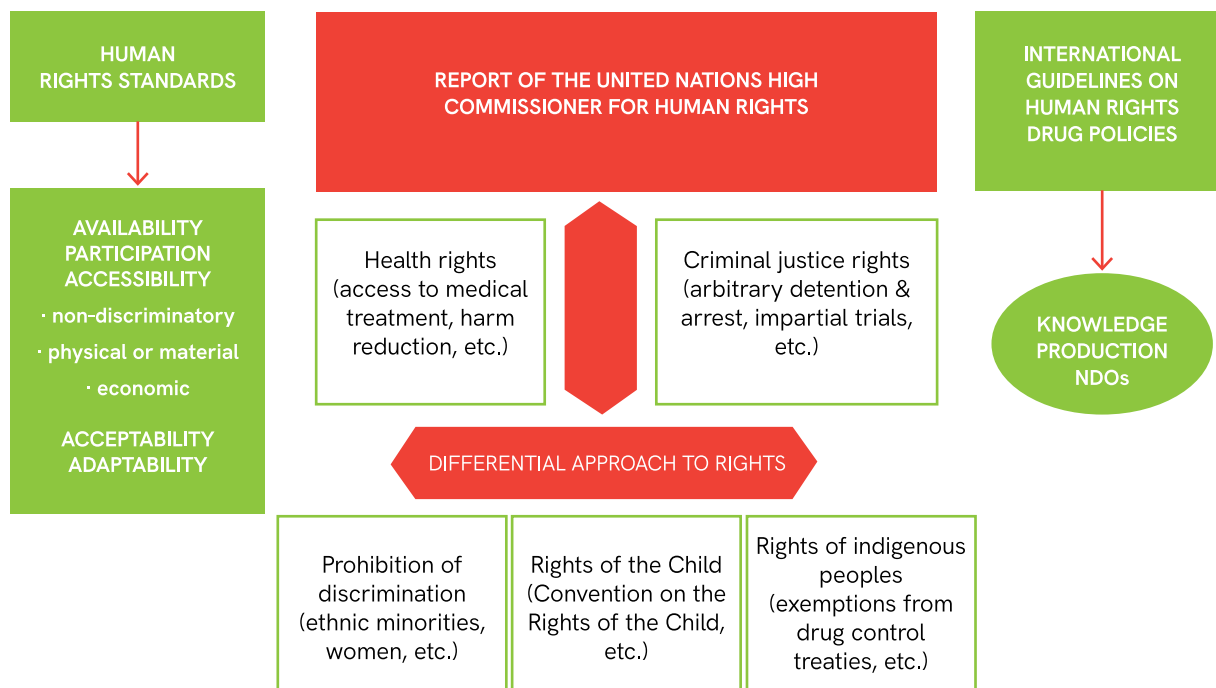 HUMAN
RIGHTS STANDARDS
AVAILABILITY
PARTICIPATION
ACCESSIBILITY
· non-discriminatory
· physical or material
· economic
ACCEPTABILITY
ADAPTABILITY
REPORT OF THE UNITED NATIONS HIGH
COMMISSIONER FOR HUMAN RIGHTS
Health rights
(access to medical
treatment, harm
reduction, etc.)
Criminal justice rights
(arbitrary detention &
arrest, impartial trials,
etc.)
DIFFERENTIAL APPROACH TO RIGHTS
Prohibition of
discrimination
(ethnic minorities,
women, etc.)
Rights of the Child
(Convention on the
Rights of the Child,
etc.)
Rights of indigenous
peoples
(exemptions from
drug control
treaties, etc.)
INTERNATIONAL
GUIDELINES ON
HUMAN RIGHTS
DRUG POLICIES
KNOWLEDGE
PRODUCTION
NDOs